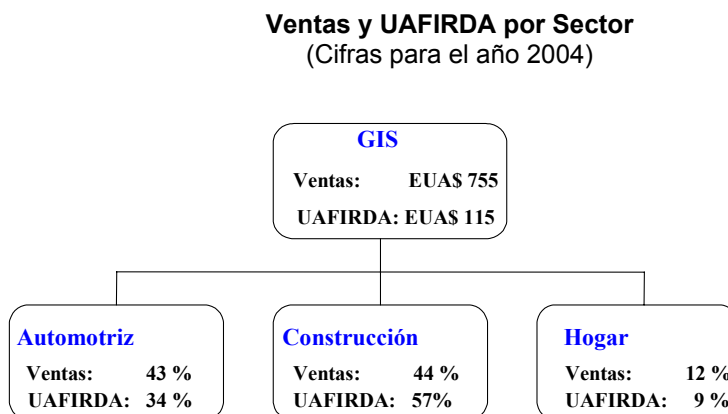 Ventas y UAFIRDA por Sector
(Cifras para el año 2004)
GIS
Ventas: EUA$ 755
UAFIRDA: EUA$ 115
Automotriz
Ventas: 43 %
UAFIRDA: 34 %
Construcción
Ventas: 44 %
UAFIRDA: 57%
Hogar
Ventas: 12 %
UAFIRDA: 9 %